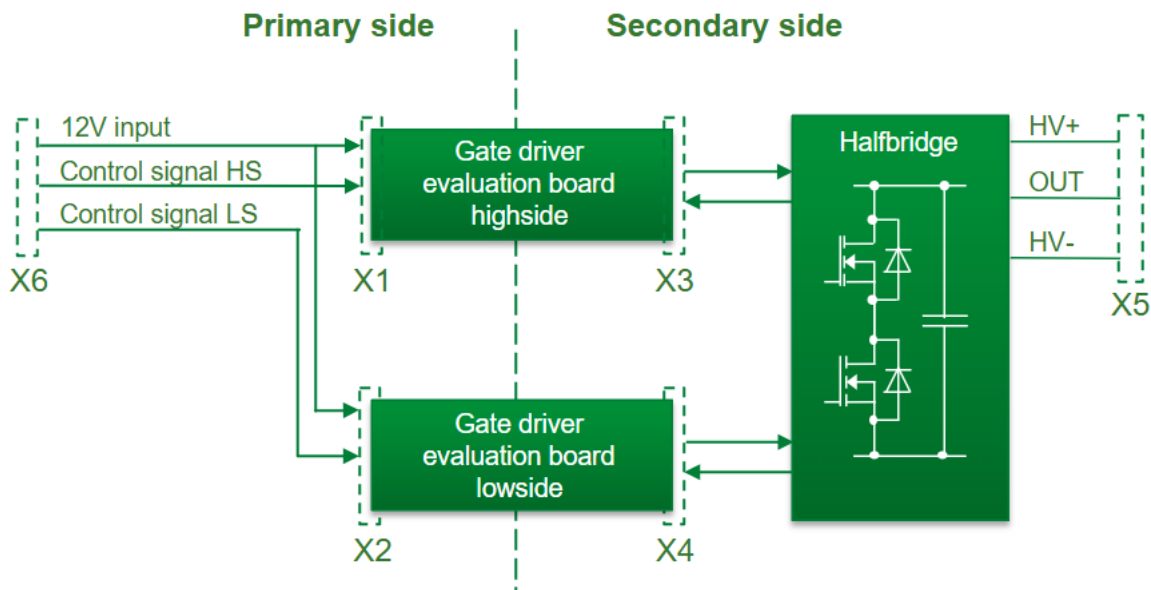 Primary side
Secondary side
12V input
Control signal HS
Control signal LS
X6
X1
Gate driver
evaluation board
highside
X3
Halfbridge
HV+
OUT
HV-
X5
X2
Gate driver
evaluation board
lowside
X4